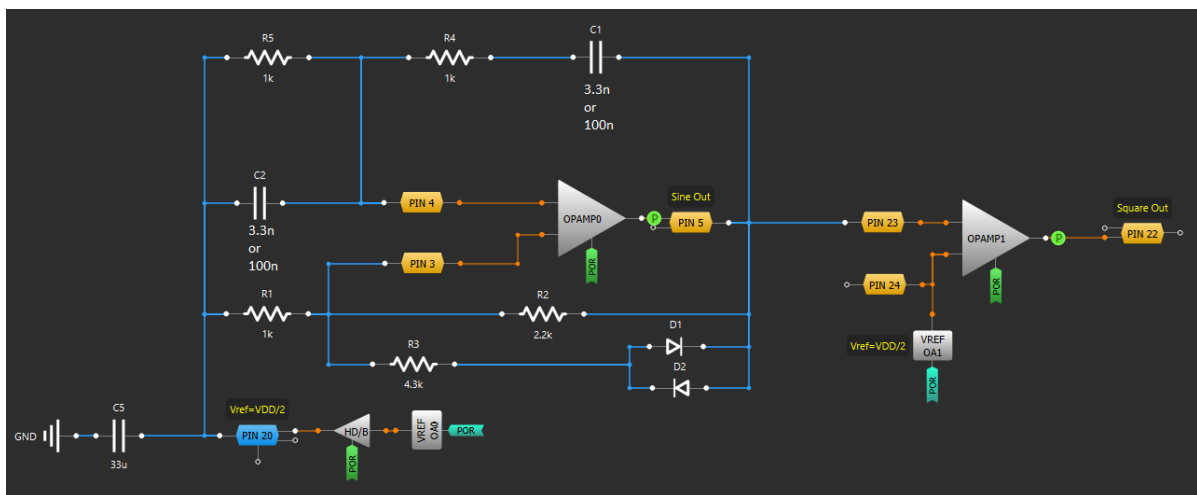 R5
1k
R4
1k
C1
3.3n
or
100n
C2
3.3n
or
100n
PIN 4
OPAMP0
P
Sine Out
PIN 5
POR
PIN 3
PIN 23
OPAMP1
P
Square Out
PIN 22
POR
PIN 24
R1
1k
R2
2.2k
R3
4.3k
D1
D2
Vref=VDD/2
VREF
OA1
POR
GND
C5
33u
Vref=VDD/2
PIN 20
HD/B
POR
VREF
OA0
POR